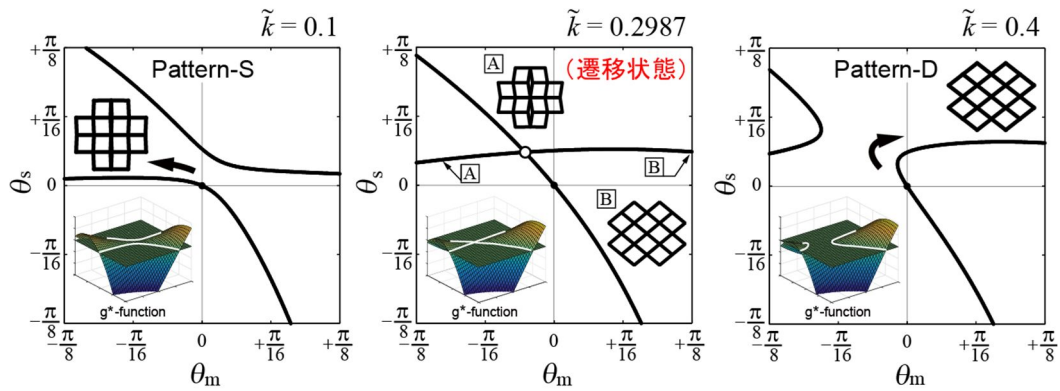 k̃ = 0.1
+π/8
Pattern-S
+π/16
θs
0
−π/16
g*-function
−π/8
−π/8 −π/16 0 +π/16 +π/8
θm
k̃ = 0.2987
+π/8
A (遷移状態)
+π/16
A B
0
B
−π/16
g*-function
−π/8
−π/8 −π/16 0 +π/16 +π/8
θm
k̃ = 0.4
+π/8
Pattern-D
+π/16
θs
0
−π/16
g*-function
−π/8
−π/8 −π/16 0 +π/16 +π/8
θm